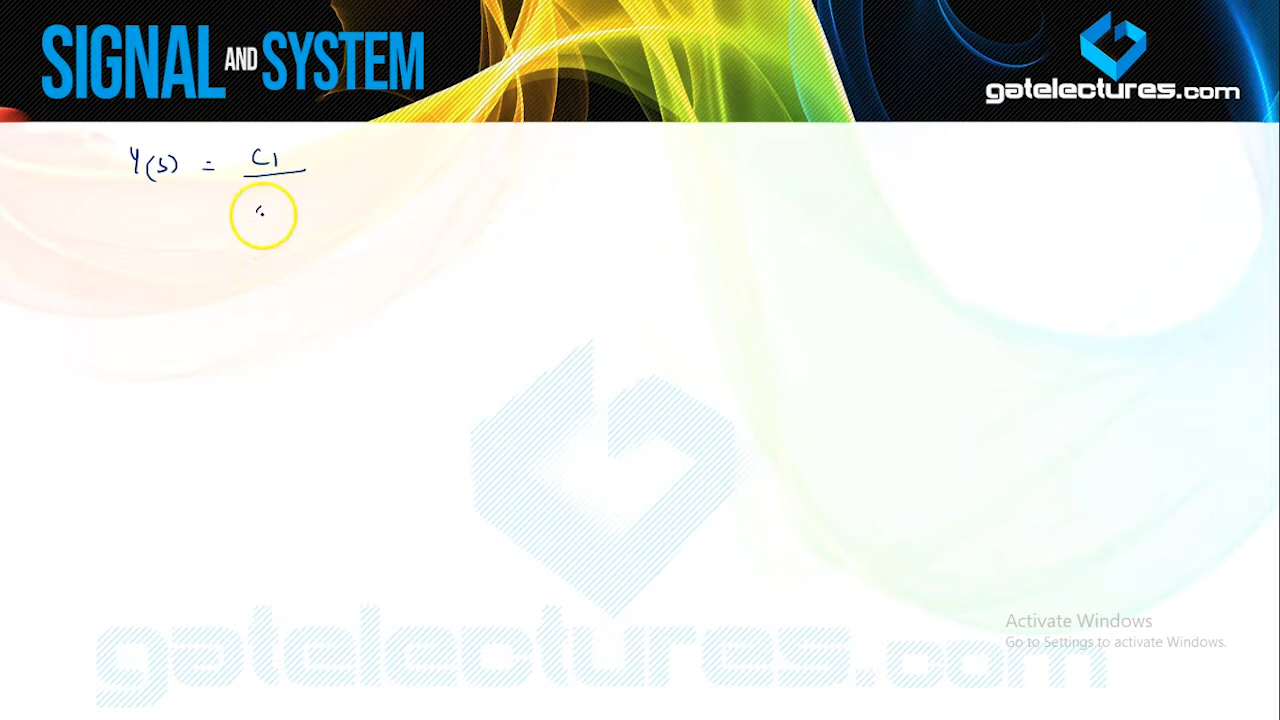 SIGNAL AND SYSTEM
gatelectures.com
Y(s) = C1
gatelectures.com
Activate Windows
Go to Settings to activate Windows.